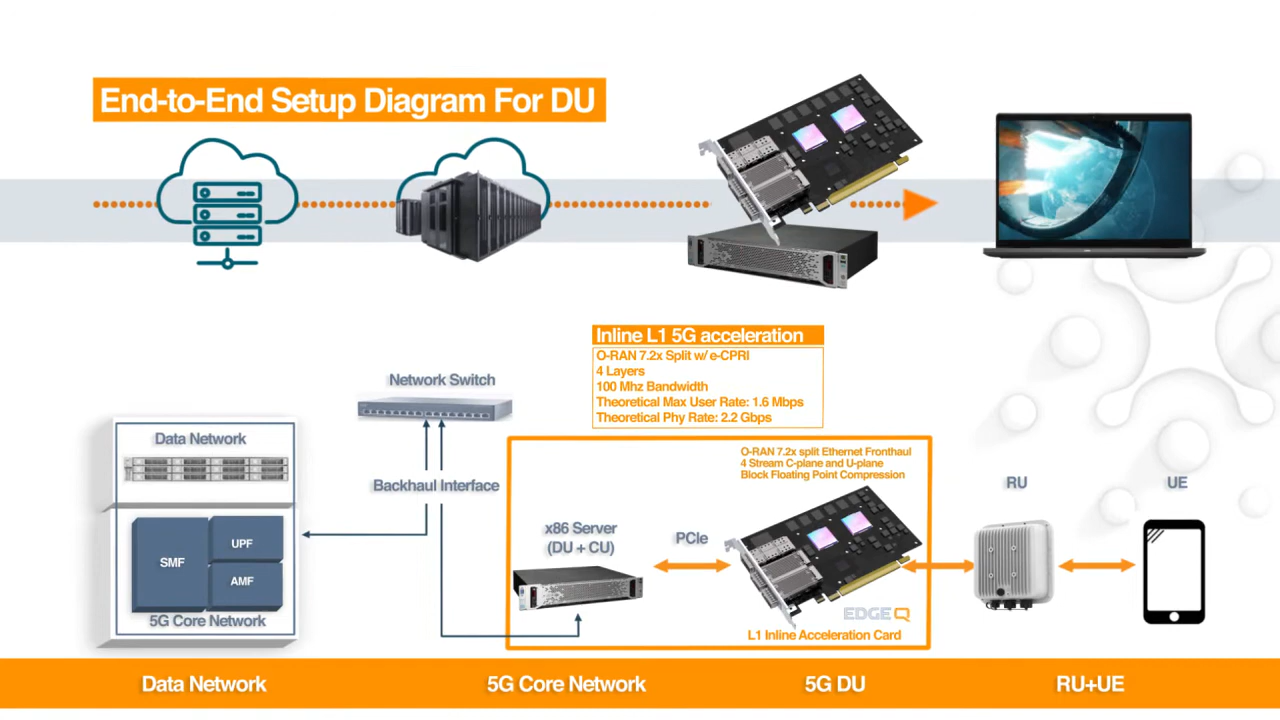 End-to-End Setup Diagram For DU
Inline L1 5G acceleration
O-RAN 7.2x Split w/ e-CPRI
4 Layers
100 Mhz Bandwidth
Theoretical Max User Rate: 1.6 Mbps
Theoretical Phy Rate: 2.2 Gbps
Network Switch
Data Network
Backhaul Interface
SMF
UPF
AMF
5G Core Network
x86 Server
(DU + CU)
PCIe
O-RAN 7.2x split Ethernet Fronthaul
4 Stream C-plane and U-plane
Block Floating Point Compression
EDGE Q
L1 Inline Acceleration Card
RU
UE
Data Network
5G Core Network
5G DU
RU+UE